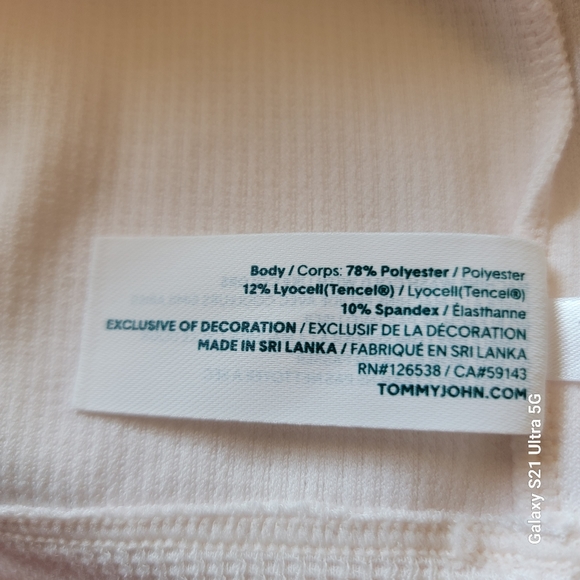 Body / Corps: 78% Polyester / Polyester
12% Lyocell(Tencel®) / Lyocell(Tencel®)
10% Spandex / Élasthanne
EXCLUSIVE OF DECORATION / EXCLUSIF DE LA DÉCORATION
MADE IN SRI LANKA / FABRIQUÉ EN SRI LANKA
RN#126538 / CA#59143
TOMMYJOHN.COM
Galaxy S21 Ultra 5G